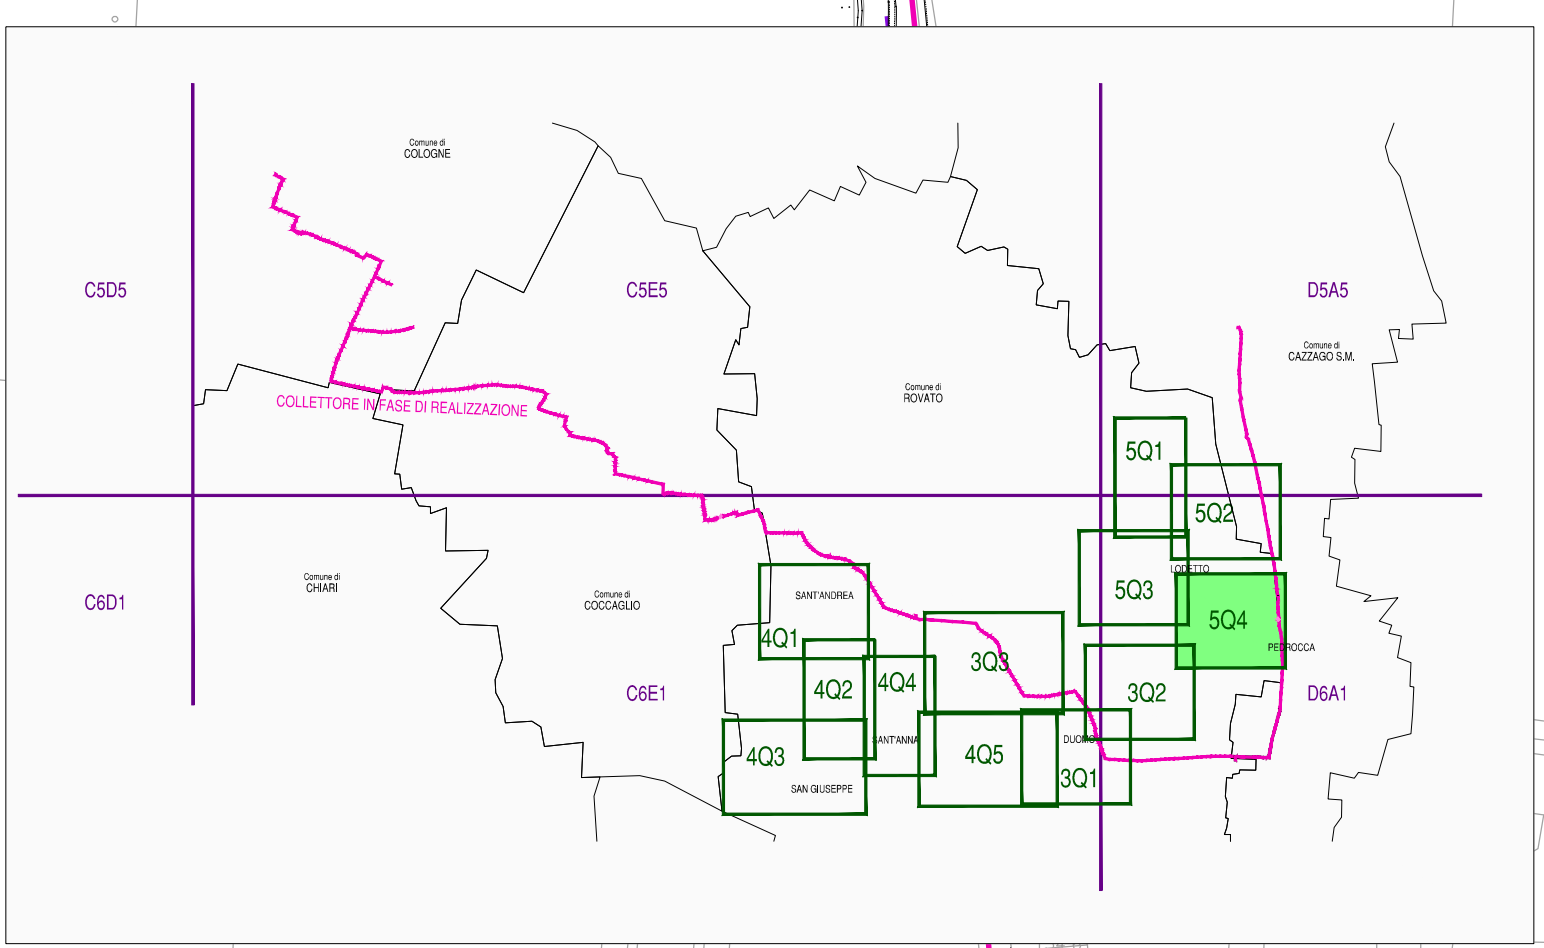 Comune di
COLOGNE
C5D5
C5E5
D5A5
Comune di
CAZZAGO S.M.
Comune di
ROVATO
COLLETTORE IN FASE DI REALIZZAZIONE
5Q1
5Q2
LODETTO
Comune di
CHIARI
C6D1
Comune di
COCCAGLIO
SANT'ANDREA
5Q3
5Q4
4Q1
PEDROCCA
3Q3
C6E1
4Q2
4Q4
3Q2
D6A1
SANT'ANNA
DUOMO
4Q3
4Q5
3Q1
SAN GIUSEPPE